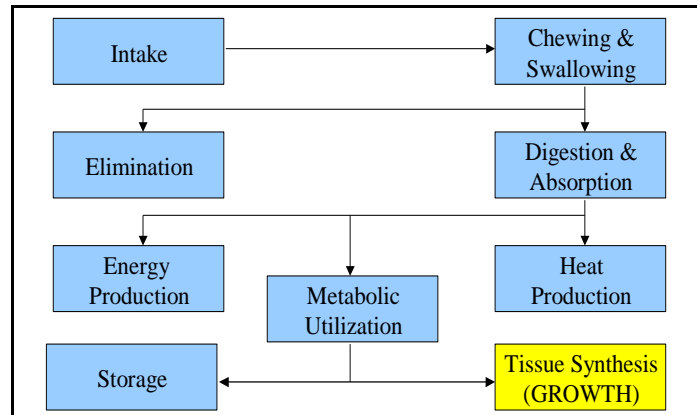 Intake
Chewing &
Swallowing
Elimination
Digestion &
Absorption
Energy
Production
Metabolic
Utilization
Heat
Production
Storage
Tissue Synthesis
(GROWTH)